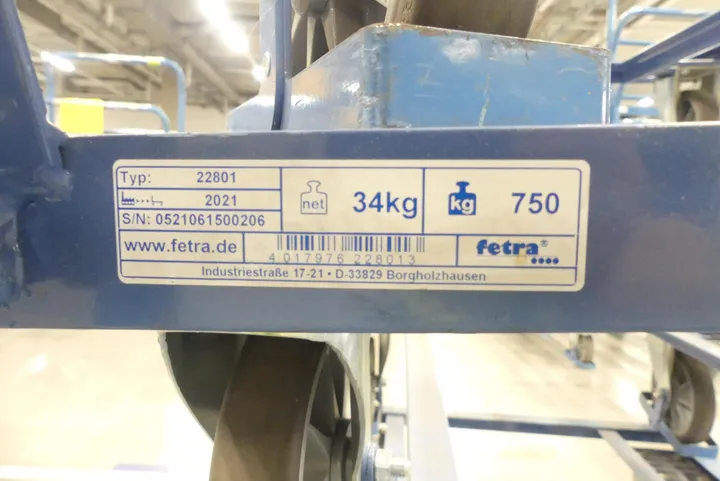 Typ: 22801
2021
S/N: 0521061500206
net 34kg
kg 750
www.fetra.de
4 017976 228013
fetra®
Industriestraße 17-21 • D-33829 Borgholzhausen